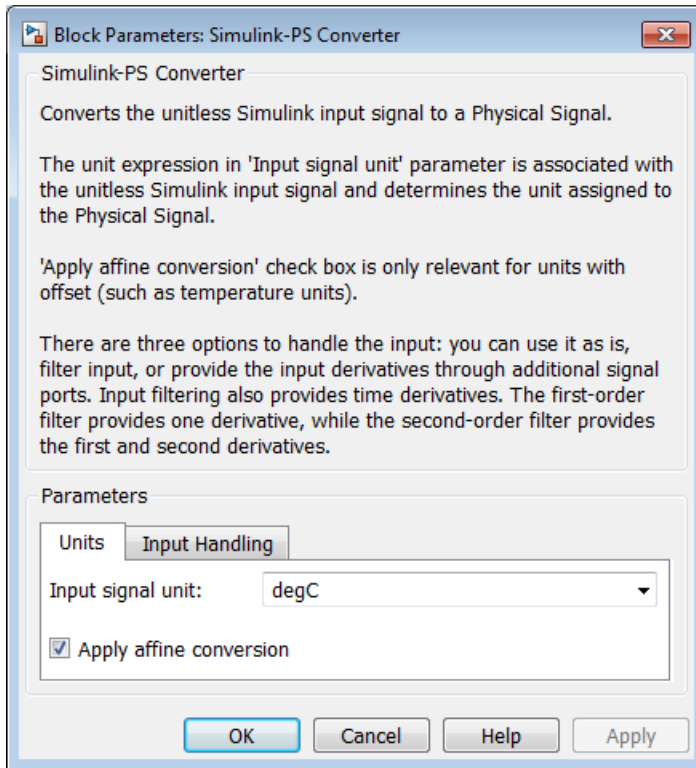 Block Parameters: Simulink-PS Converter
Simulink-PS Converter
Converts the unitless Simulink input signal to a Physical Signal.
The unit expression in 'Input signal unit' parameter is associated with
the unitless Simulink input signal and determines the unit assigned to
the Physical Signal.
'Apply affine conversion' check box is only relevant for units with
offset (such as temperature units).
There are three options to handle the input: you can use it as is,
filter input, or provide the input derivatives through additional signal
ports. Input filtering also provides time derivatives. The first-order
filter provides one derivative, while the second-order filter provides
the first and second derivatives.
Parameters
Units Input Handling
Input signal unit: degC
Apply affine conversion
OK Cancel Help Apply